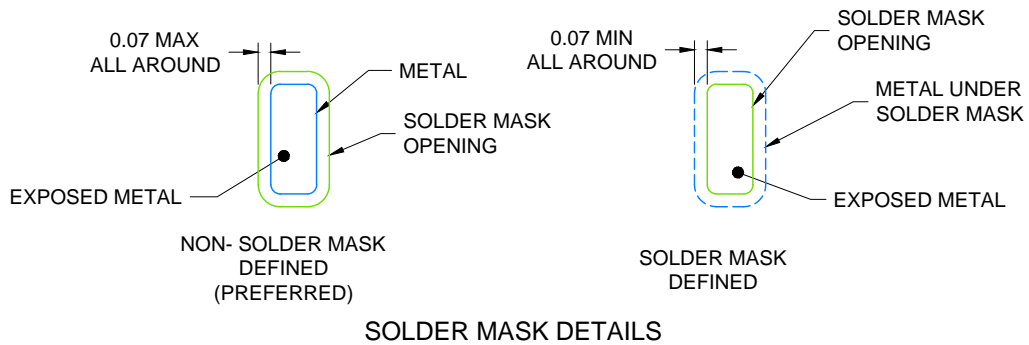 0.07 MAX
ALL AROUND
METAL
SOLDER MASK
OPENING
EXPOSED METAL
NON- SOLDER MASK
DEFINED
(PREFERRED)
0.07 MIN
ALL AROUND
SOLDER MASK
OPENING
METAL UNDER
SOLDER MASK
EXPOSED METAL
SOLDER MASK
DEFINED
SOLDER MASK DETAILS